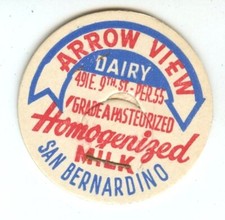 ARROW VIEW
DAIRY
491 E. 9TH. ST. - PER. 55
GRADE A PASTEURIZED
Homogenized
MILK
SAN BERNARDINO